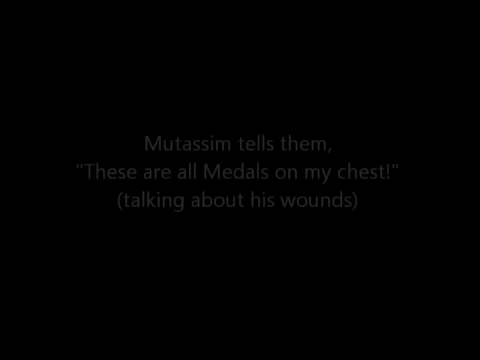 Mutassim tells them,
"These are all Medals on my chest!"
(talking about his wounds)